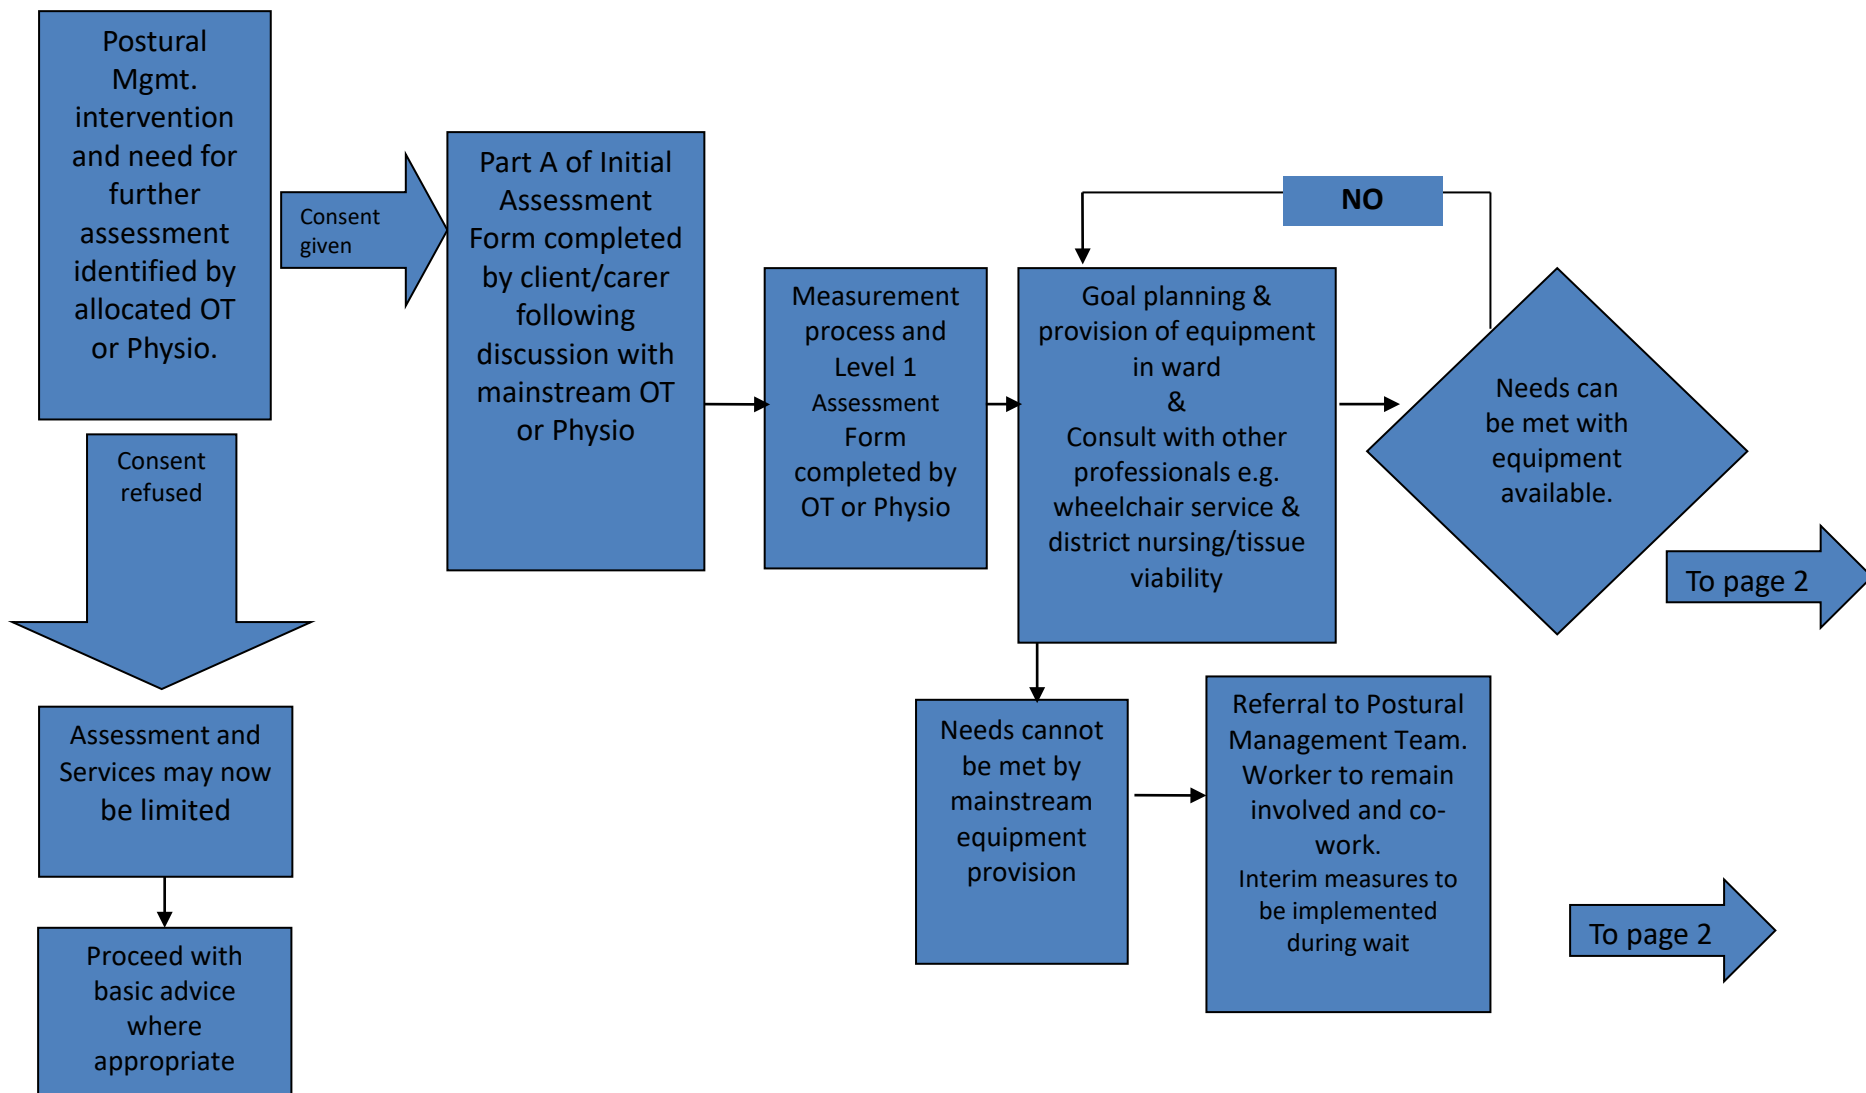 Postural
Mgmt.
intervention
and need for
further
assessment
identified by
allocated OT
or Physio.
Consent
given
Part A of Initial
Assessment
Form completed
by client/carer
following
discussion with
mainstream OT
or Physio
Measurement
process and
Level 1
Assessment
Form
completed by
OT or Physio
NO
Goal planning &
provision of equipment
in ward
&
Consult with other
professionals e.g.
wheelchair service &
district nursing/tissue
viability
Needs can
be met with
equipment
available.
To page 2
Consent
refused
Assessment and
Services may now
be limited
Proceed with
basic advice
where
appropriate
Needs cannot
be met by
mainstream
equipment
provision
Referral to Postural
Management Team.
Worker to remain
involved and co-
work.
Interim measures to
be implemented
during wait
To page 2